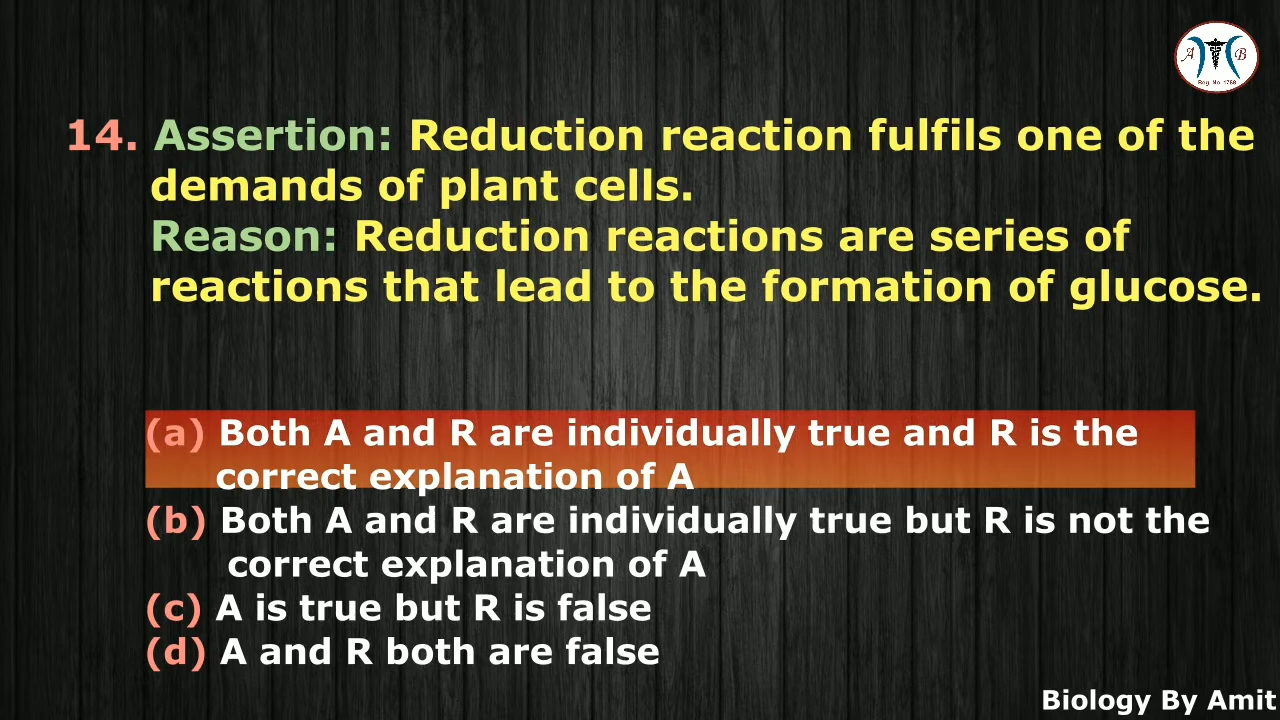 A B
Reg No 1768
14. Assertion: Reduction reaction fulfils one of the
demands of plant cells.
Reason: Reduction reactions are series of
reactions that lead to the formation of glucose.
(a) Both A and R are individually true and R is the
correct explanation of A
(b) Both A and R are individually true but R is not the
correct explanation of A
(c) A is true but R is false
(d) A and R both are false
Biology By Amit